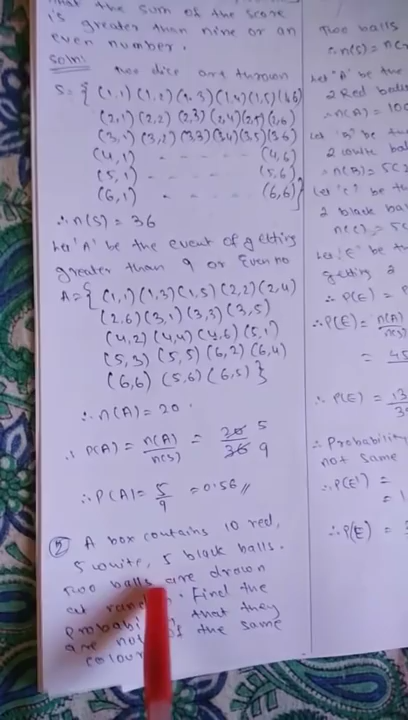 that the sum of the score
is greater than nine or an
even number.
Soln:
Two dice are thrown
S = { (1,1) (1,2) (1,3) (1,4) (1,5) (1,6)
(2,1) (2,2) (2,3) (2,4) (2,5) (2,6)
(3,1) (3,2) (3,3) (3,4) (3,5) (3,6)
(4,1) - - - - - - (4,6)
(5,1) - - - - - - (5,6)
(6,1) - - - - - (6,6) }
∴ n(S) = 36
Let 'A' be the event of getting
greater than 9 or Even no
A = { (1,1) (1,3) (1,5) (2,2) (2,4)
(2,6) (3,1) (3,3) (3,5)
(4,2) (4,4) (4,6) (5,1)
(5,3) (5,5) (6,2) (6,4)
(6,6) (5,6) (6,5) }
∴ n(A) = 20
P(A) = n(A)/n(S) = 20/36 5/9
∴ P(A) = 5/9 = 0.56 //
A box contains 10 red,
5 white, 5 black balls.
Two balls are drawn
at Find the
that they
are not of the same
colour
Two balls
∴ n(S) =
Let 'A' be the
2 Red balls
∴ n(A) = 10C
be the
2 white ball
∴ n(B) = 5C2
Let 'C' be the
2 black ba
n(C) = 5C
Let 'E' be th
getting 2
∴ P(E) = P
∴ P(E) = n(A)/n(S)
= 45
∴ P(E) = 13/3
∴ Probability
not same
∴ P(E') =
= 1
∴ P(E) =